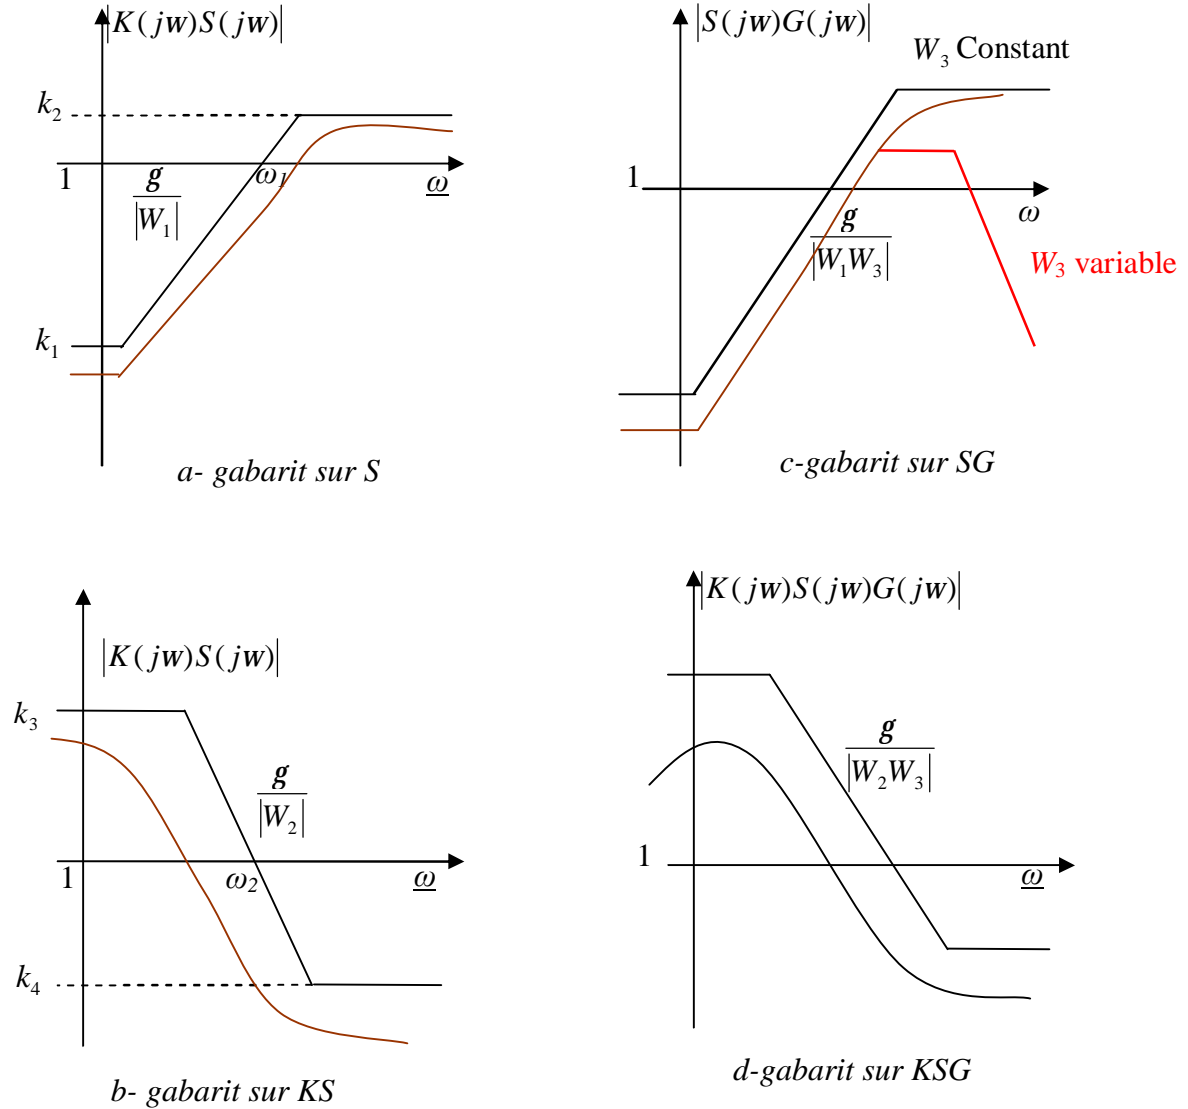 |K(jw)S(jw)|
k₂
1
g/|W₁|
ω₁
ω
k₁
a- gabarit sur S
|S(jw)G(jw)|
W₃ Constant
1
g/|W₁W₃|
ω
W₃ variable
c-gabarit sur SG
|K(jw)S(jw)|
k₃
g/|W₂|
1
ω₂
ω
k₄
b- gabarit sur KS
|K(jw)S(jw)G(jw)|
g/|W₂W₃|
1
ω
d-gabarit sur KSG